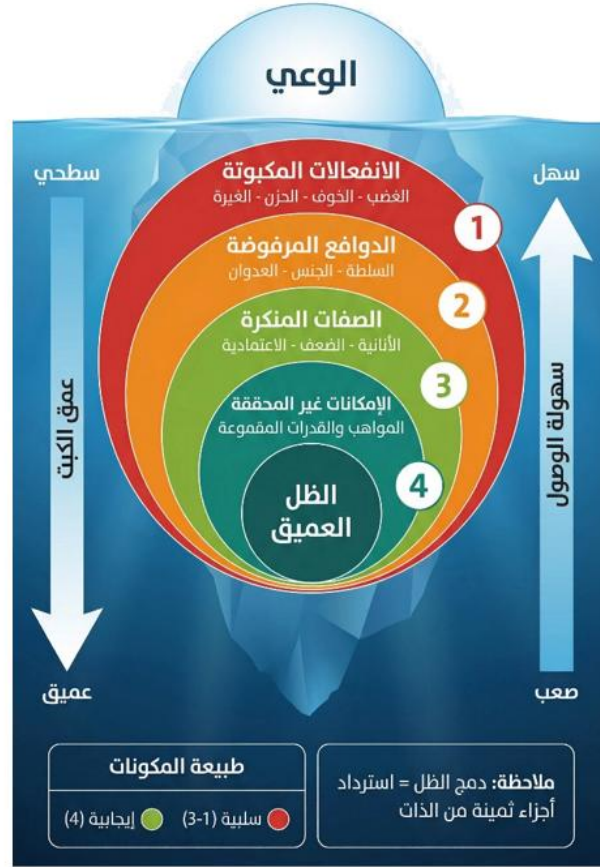 الوعي
سطحي
سهل
الانفعالات المكبوتة
الغضب - الخوف - الحزن - الغيرة
1
الدوافع المرفوضة
السلطة - الجنس - العدوان
2
الصفات المنكرة
الأنانية - الضعف - الاعتمادية
3
الإمكانات غير المحققة
المواهب والقدرات المقموعة
4
الظل
العميق
عمق الكبت
سهولة الوصول
عميق
صعب
طبيعة المكونات
سلبية (1-3)
إيجابية (4)
ملاحظة: دمج الظل = استرداد
أجزاء ثمينة من الذات